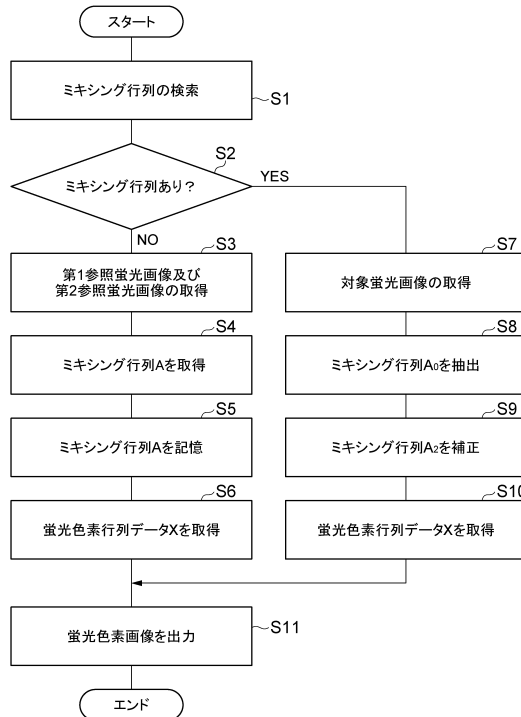 スタート
ミキシング行列の検索
S1
S2
ミキシング行列あり?
YES
NO
S3
第1参照蛍光画像及び
第2参照蛍光画像の取得
S4
ミキシング行列Aを取得
S5
ミキシング行列Aを記憶
S6
蛍光色素行列データXを取得
S7
対象蛍光画像の取得
S8
ミキシング行列A₀を抽出
S9
ミキシング行列A₂を補正
S10
蛍光色素行列データXを取得
蛍光色素画像を出力
S11
エンド